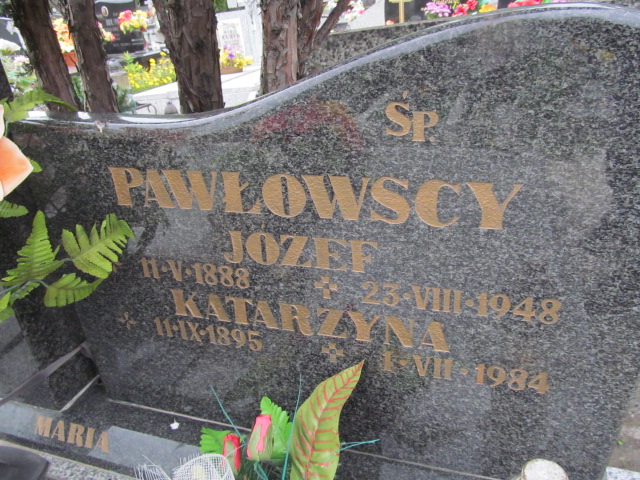 ŚP.
PAWŁOWSCY
JÓZEF
11·V·1888 23·VIII·1948
KATARZYNA
11·IX·1895 1·VII·1984
MARIA